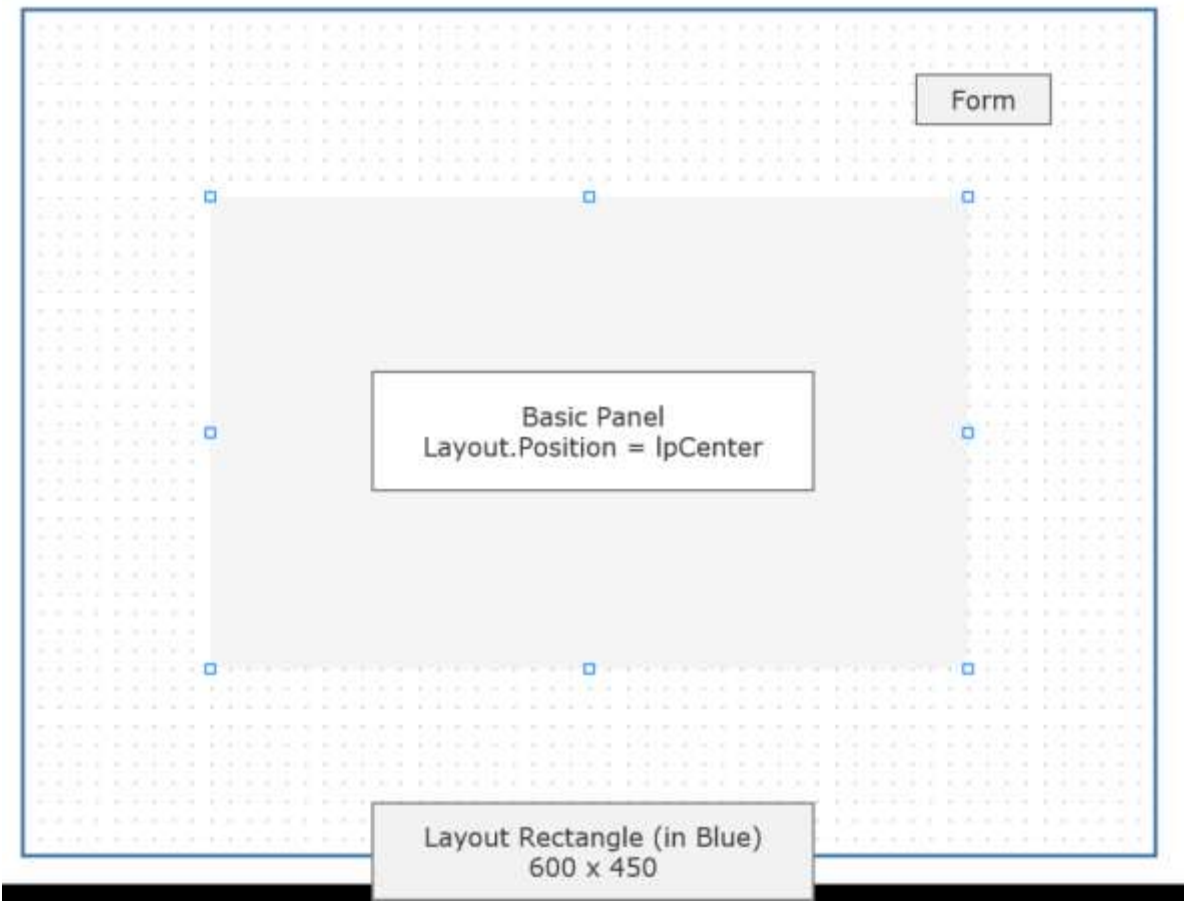 Form
Basic Panel
Layout.Position = lpCenter
Layout Rectangle (in Blue)
600 x 450